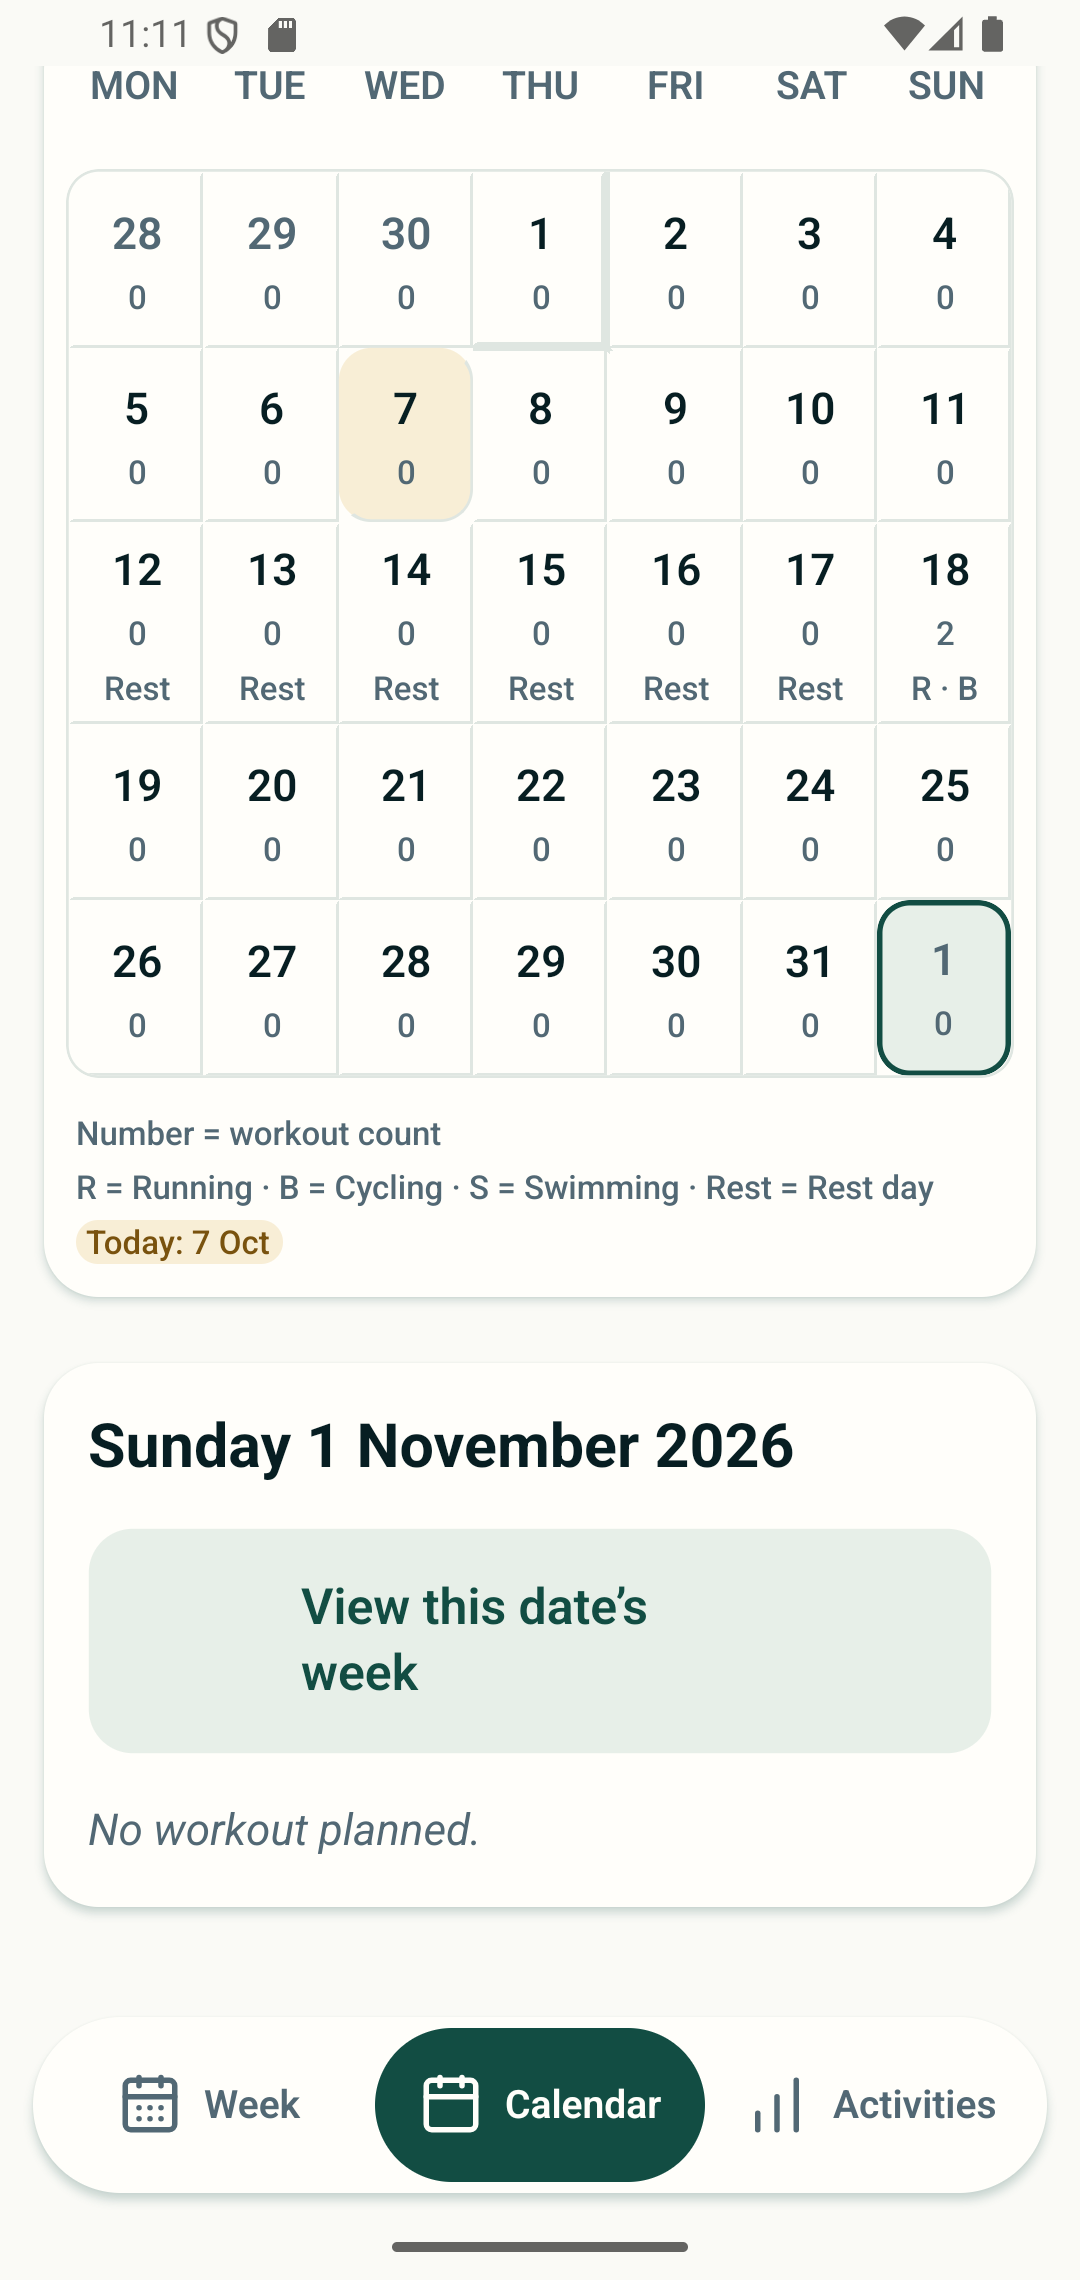 11:11
MON TUE WED THU FRI SAT SUN
28 29 30 1 2 3 4
0 0 0 0 0 0 0
5 6 7 8 9 10 11
0 0 0 0 0 0 0
12 13 14 15 16 17 18
0 0 0 0 0 0 2
Rest Rest Rest Rest Rest Rest R · B
19 20 21 22 23 24 25
0 0 0 0 0 0 0
26 27 28 29 30 31 1
0 0 0 0 0 0 0
Number = workout count
R = Running · B = Cycling · S = Swimming · Rest = Rest day
Today: 7 Oct
Sunday 1 November 2026
View this date’s
week
No workout planned.
Week Calendar Activities